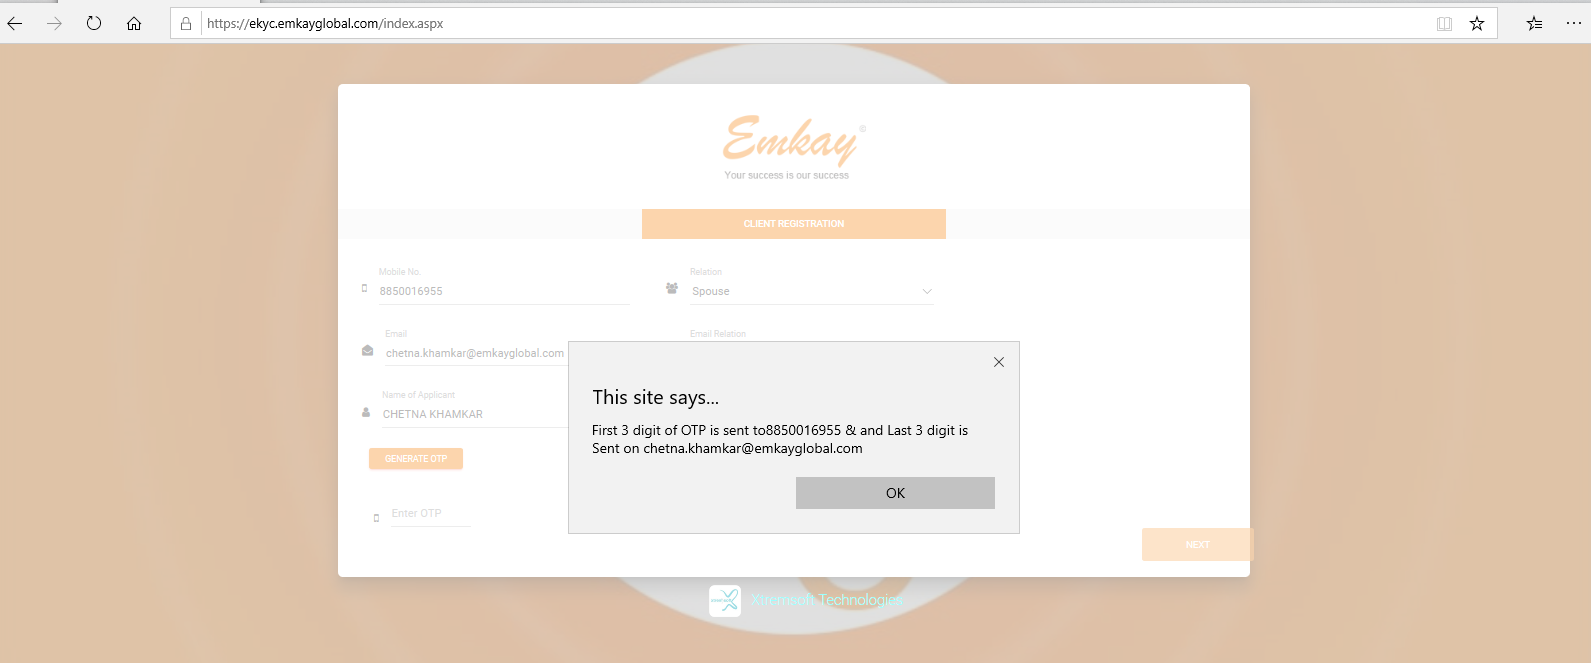 https://ekyc.emkayglobal.com/index.aspx
Emkay
Your success is our success
CLIENT REGISTRATION
Mobile No.
8850016955
Relation
Spouse
Email
chetna.khamkar@emkayglobal.com
Email Relation
Name of Applicant
CHETNA KHAMKAR
GENERATE OTP
Enter OTP
This site says...
First 3 digit of OTP is sent to8850016955 & and Last 3 digit is
Sent on chetna.khamkar@emkayglobal.com
OK
NEXT
Xtremsoft Technologies